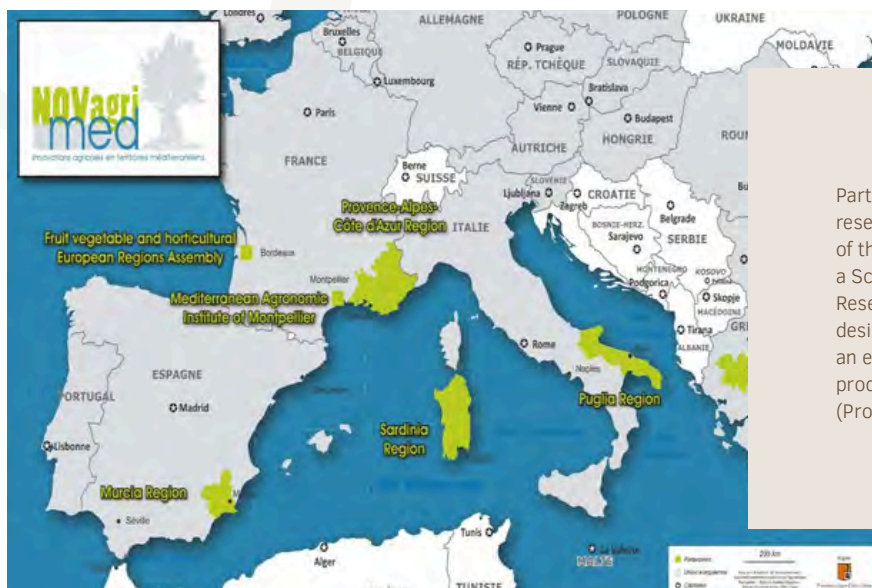 NOVagri
med
innovations agricoles en territoires méditerranéens
Londres
Bruxelles
BELGIQUE
Luxembourg
ALLEMAGNE
POLOGNE
UKRAINE
Prague
RÉP. TCHÈQUE
SLOVAQUIE
MOLDAVIE
Paris
Bratislava
Vienne
Budapest
AUTRICHE
HONGRIE
FRANCE
Berne
SUISSE
SLOVÉNIE
Ljubljana
Zagreb
CROATIE
Belgrade
BOSNIE-HERZ.
Sarajevo
SERBIE
MONTENEGRO
KOSOVO
Podgorica
Skopje
MACÉDOINE
Tirana
ALBANIE
Provence-Alpes-
Côte d'Azur Region
ITALIE
Fruit vegetable and horticultural
European Regions Assembly
Bordeaux
Montpellier
Mediterranean Agronomic
Institute of Montpellier
Rome
Naples
Puglia Region
ESPAGNE
PORTUGAL
Madrid
Lisbonne
Sardinia
Region
Murcia Region
Séville
Alger
Tunis
TUNISIE
La Valette
MALTE
200 km
Part
rese
of th
a Sc
Rese
desi
an e
prod
(Pro